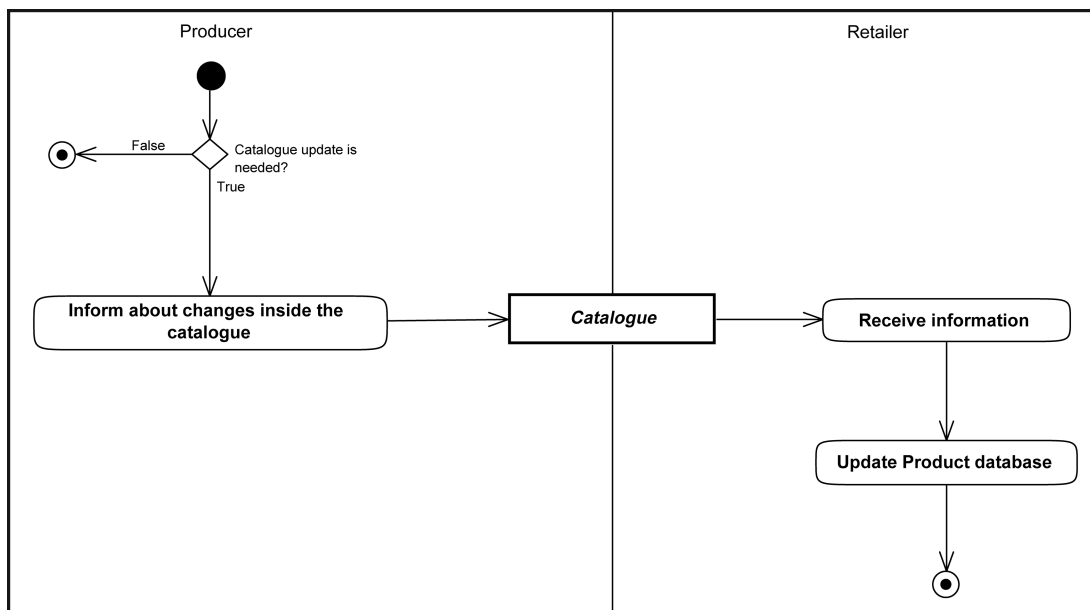 Producer
Retailer
False
Catalogue update is
needed?
True
Inform about changes inside the
catalogue
Catalogue
Receive information
Update Product database